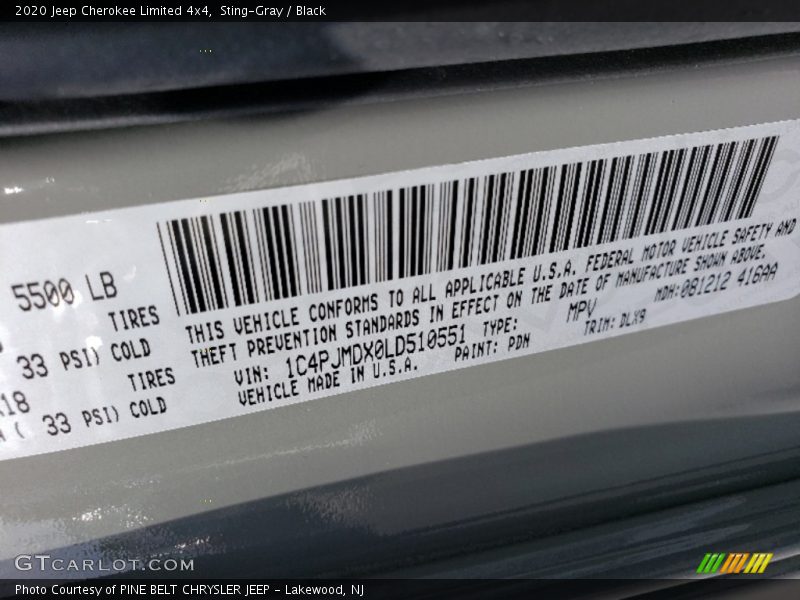 2020 Jeep Cherokee Limited 4x4, Sting-Gray / Black
5500 LB
TIRES
33 PSI) COLD
TIRES
18
( 33 PSI) COLD
THIS VEHICLE CONFORMS TO ALL APPLICABLE U.S.A. FEDERAL MOTOR VEHICLE SAFETY AND
THEFT PREVENTION STANDARDS IN EFFECT ON THE DATE OF MANUFACTURE SHOWN ABOVE.
VIN: 1C4PJMDX0LD510551 TYPE: MPV MDH:081212 416AA
VEHICLE MADE IN U.S.A. PAINT: PDN TRIM: DLX9
GTCARLOT.COM
Photo Courtesy of PINE BELT CHRYSLER JEEP - Lakewood, NJ